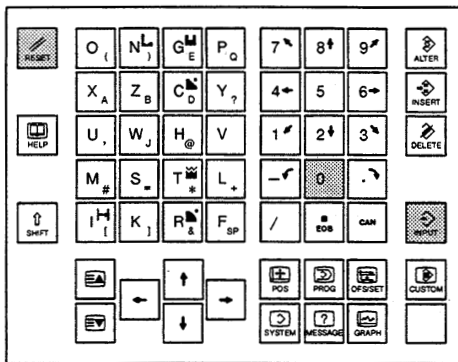 RESET O ( N ) G E P Q 7 8 9 ALTER
X A Z B C D Y ? 4 5 6 INSERT
HELP U , W J H @ V 1 2 3 DELETE
M # S = T * L + - 0 .
SHIFT I [ K ] R & F SP / EOB CAN INPUT
POS PROG OFS/SET CUSTOM
SYSTEM MESSAGE GRAPH